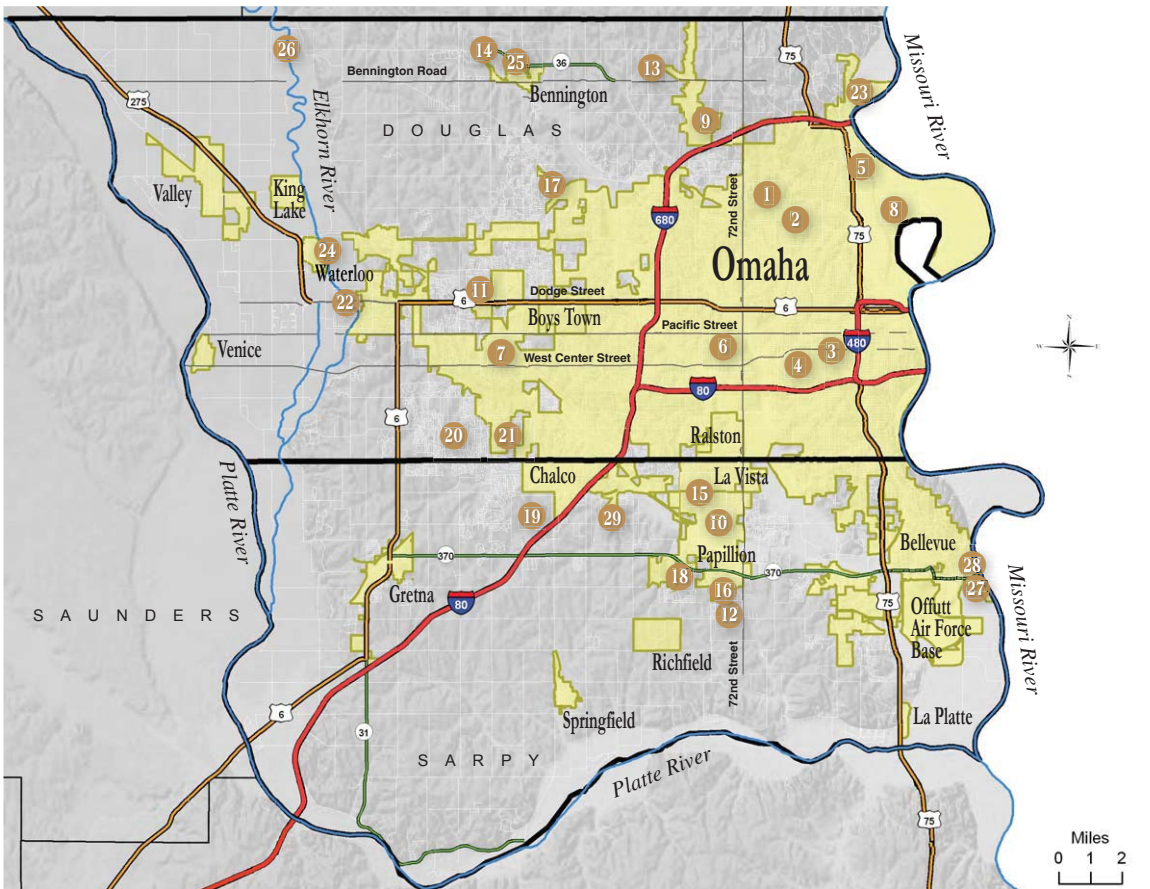 26
14
25
36
13
75
Missouri River
Bennington Road
Bennington
275
Elkhorn River
DOUGLAS
9
23
Valley
King
Lake
17
72nd Street
1
2
5
8
680
75
24
Waterloo
Omaha
22
11
6
Dodge Street
6
Boys Town
Pacific Street
Venice
7
West Center Street
6
3
480
4
80
W
N
E
S
6
20
21
Ralston
Platte River
Chalco
La Vista
15
19
29
10
370
Papillion
Bellevue
370
28
18
16
27
Gretna
80
12
75
Offutt
Air Force
Base
Missouri River
SAUNDERS
Richfield
72nd Street
6
Springfield
La Platte
31
SARPY
Platte River
75
Miles
0 1 2